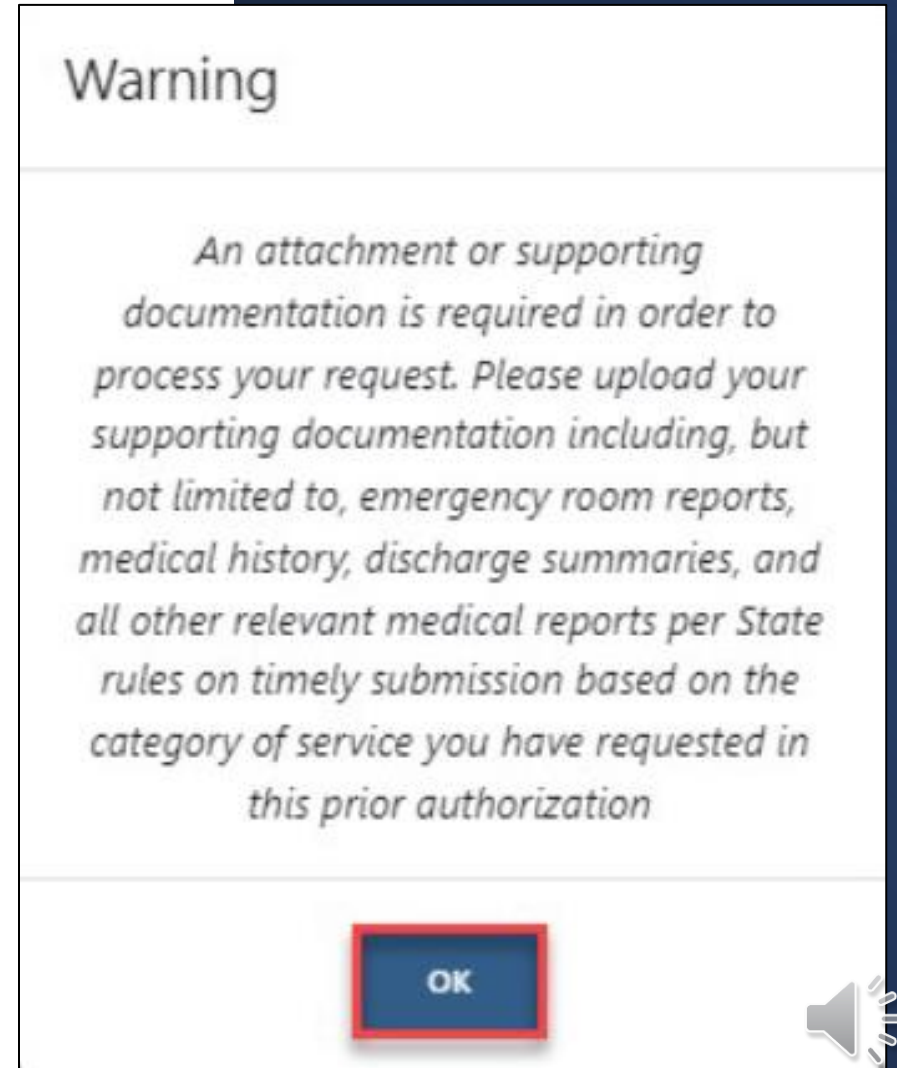 Warning
An attachment or supporting
documentation is required in order to
process your request. Please upload your
supporting documentation including, but
not limited to, emergency room reports,
medical history, discharge summaries, and
all other relevant medical reports per State
rules on timely submission based on the
category of service you have requested in
this prior authorization
OK